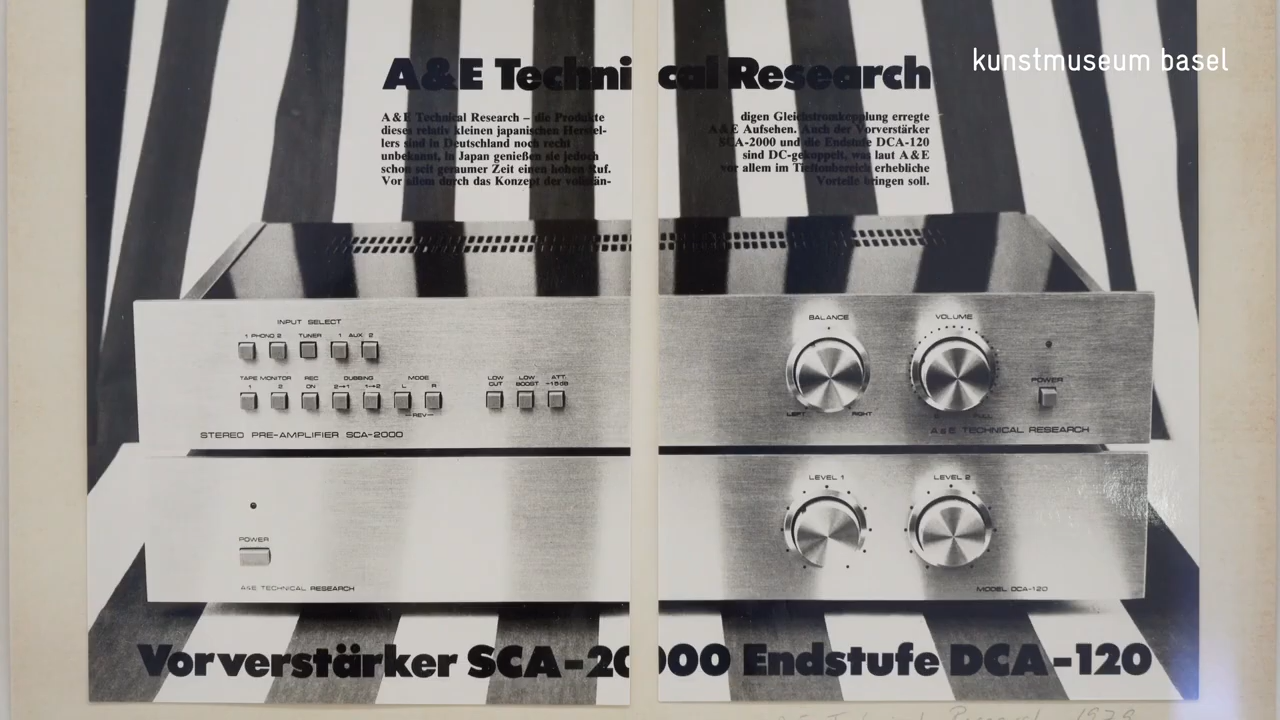 kunstmuseum basel
A&E Technical Research
A&E Technical Research – die Produkte
dieses relativ kleinen japanischen Herstel-
lers sind in Deutschland noch recht
unbekannt, in Japan genießen sie jedoch
schon seit geraumer Zeit einen hohen Ruf.
Vor allem durch das Konzept der vollstän-
digen Gleichstromkopplung erregte
A&E Aufsehen. Auch der Vorverstärker
SCA-2000 und die Endstufe DCA-120
sind DC-gekoppelt, was laut A&E
vor allem im Tieftonbereich erhebliche
Vorteile bringen soll.
INPUT SELECT
1 PHONO 2 TUNER 1 AUX 2
TAPE MONITOR REC DUBBING MODE
1 2 ON 2→1 1→2 L R
REV
LOW CUT
LOW BOOST
ATT. -15dB
STEREO PRE-AMPLIFIER SCA-2000
BALANCE
LEFT RIGHT
VOLUME
0 FULL
POWER
A&E TECHNICAL RESEARCH
POWER
A&E TECHNICAL RESEARCH
LEVEL 1 LEVEL 2
MODEL DCA-120
Vorverstärker SCA-2000 Endstufe DCA-120
Technical Research 1979